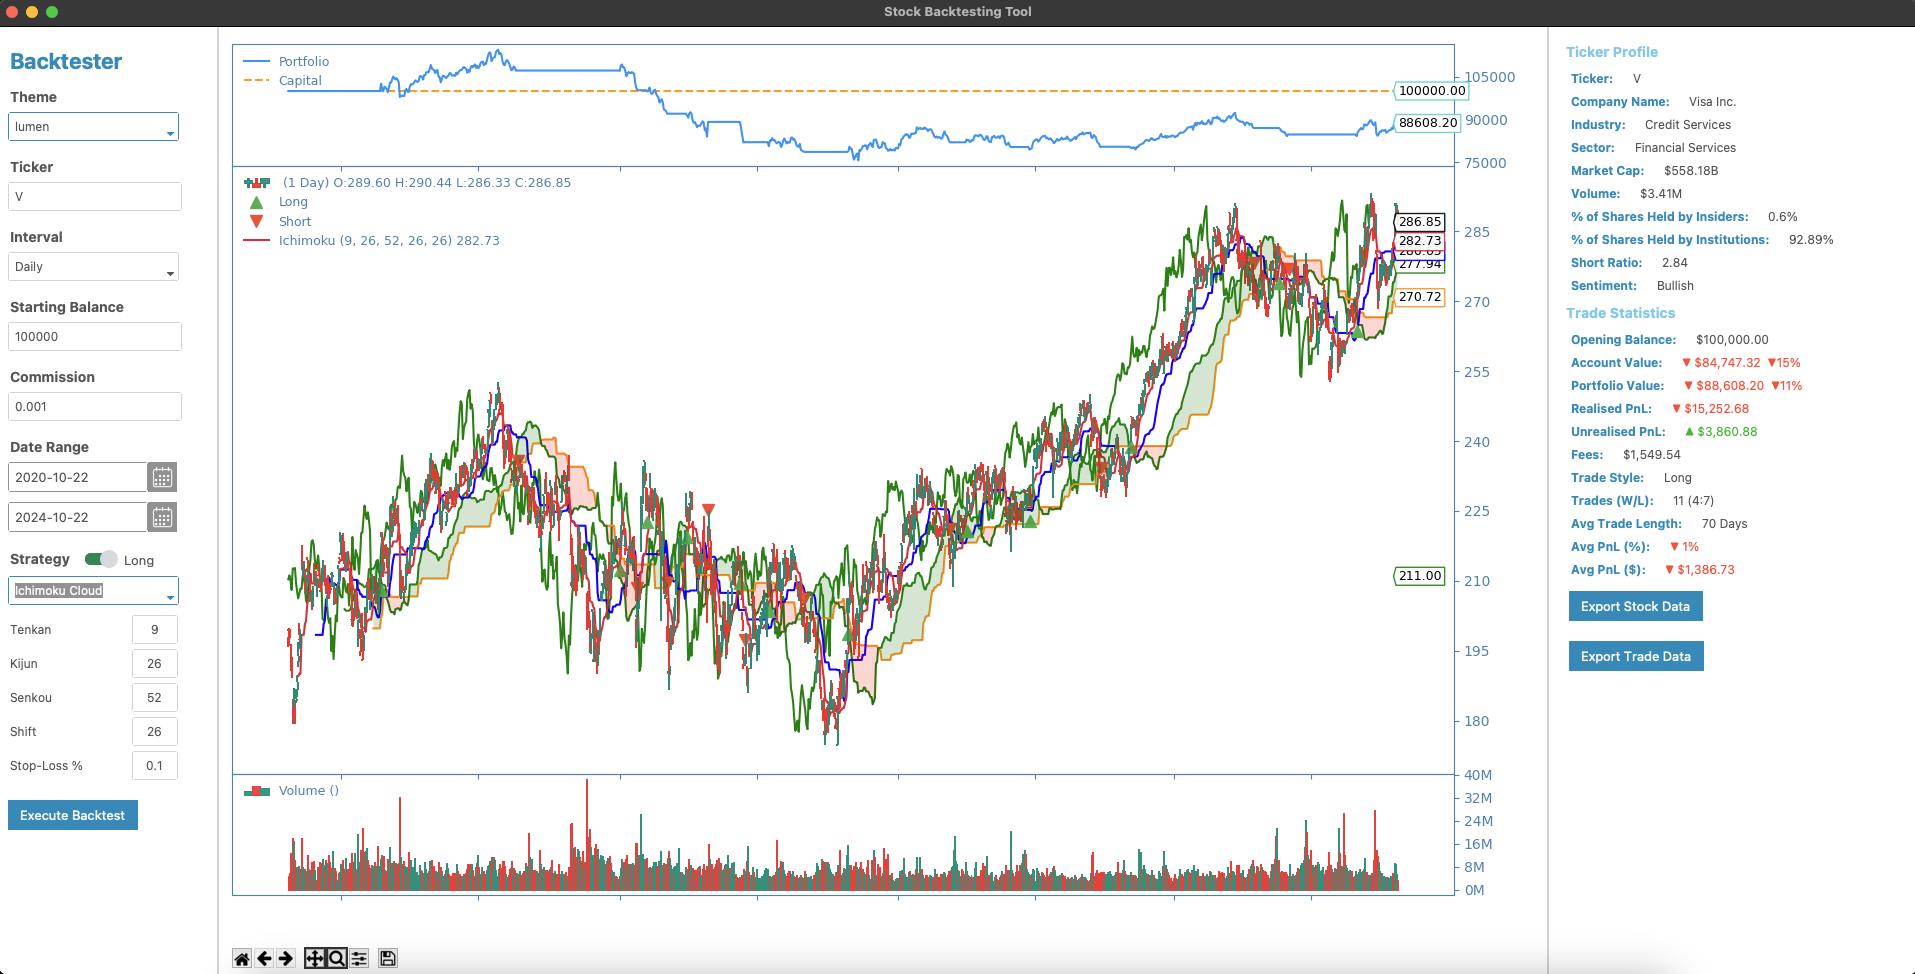 Stock Backtesting Tool
Backtester
Theme
lumen
Ticker
V
Interval
Daily
Starting Balance
100000
Commission
0.001
Date Range
2020-10-22
2024-10-22
Strategy Long
Ichimoku Cloud
Tenkan 9
Kijun 26
Senkou 52
Shift 26
Stop-Loss % 0.1
Execute Backtest
Portfolio
Capital
105000
100000.00
90000
88608.20
75000
(1 Day) O:289.60 H:290.44 L:286.33 C:286.85
Long
Short
Ichimoku (9, 26, 52, 26, 26) 282.73
286.85
285
282.73
277.94
270
270.72
255
240
225
211.00
210
195
180
Volume ()
40M
32M
24M
16M
8M
0M
Ticker Profile
Ticker: V
Company Name: Visa Inc.
Industry: Credit Services
Sector: Financial Services
Market Cap: $558.18B
Volume: $3.41M
% of Shares Held by Insiders: 0.6%
% of Shares Held by Institutions: 92.89%
Short Ratio: 2.84
Sentiment: Bullish
Trade Statistics
Opening Balance: $100,000.00
Account Value: ▼ $84,747.32 ▼15%
Portfolio Value: ▼ $88,608.20 ▼11%
Realised PnL: ▼ $15,252.68
Unrealised PnL: ▲ $3,860.88
Fees: $1,549.54
Trade Style: Long
Trades (W/L): 11 (4:7)
Avg Trade Length: 70 Days
Avg PnL (%): ▼ 1%
Avg PnL ($): ▼ $1,386.73
Export Stock Data
Export Trade Data